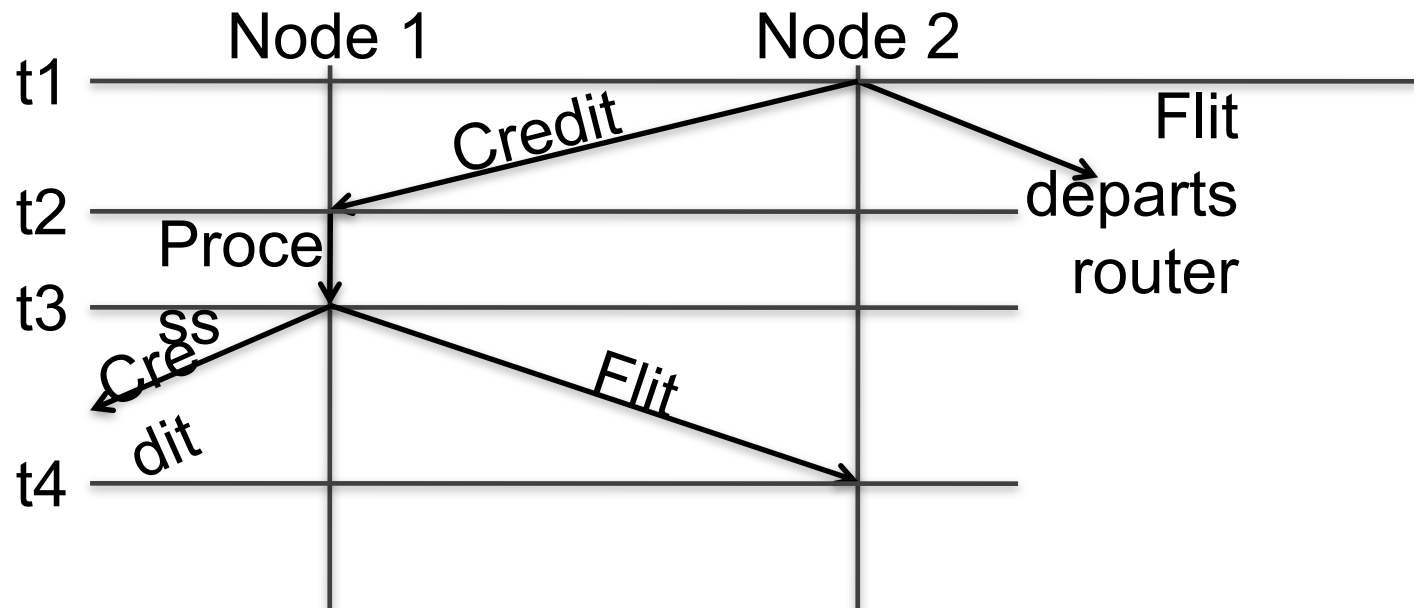 Node 1
Node 2
t1
Flit
departs
router
Credit
t2
Proce
ss
t3
Cre
dit
Flit
t4